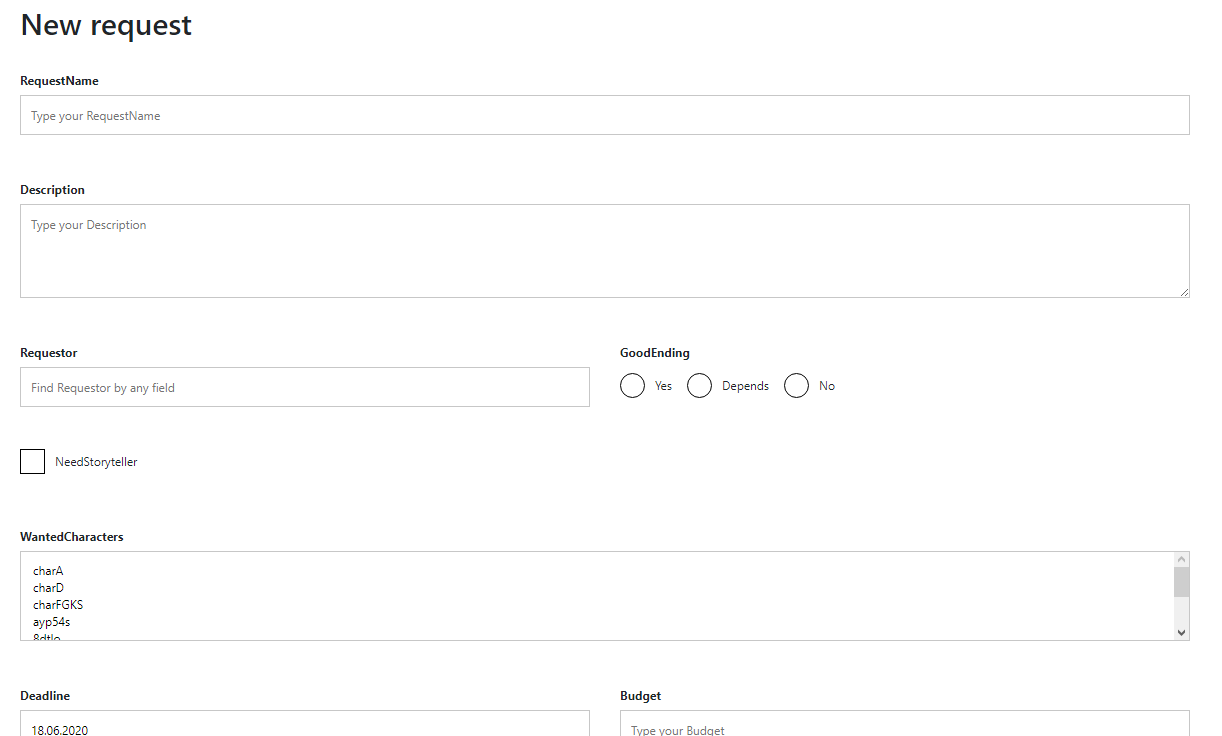 New request
RequestName
Type your RequestName
Description
Type your Description
Requestor
GoodEnding
Find Requestor by any field
Yes
Depends
No
NeedStoryteller
WantedCharacters
charA
charD
charFGKS
ayp54s
Deadline
Budget
18.06.2020
Type your Budget